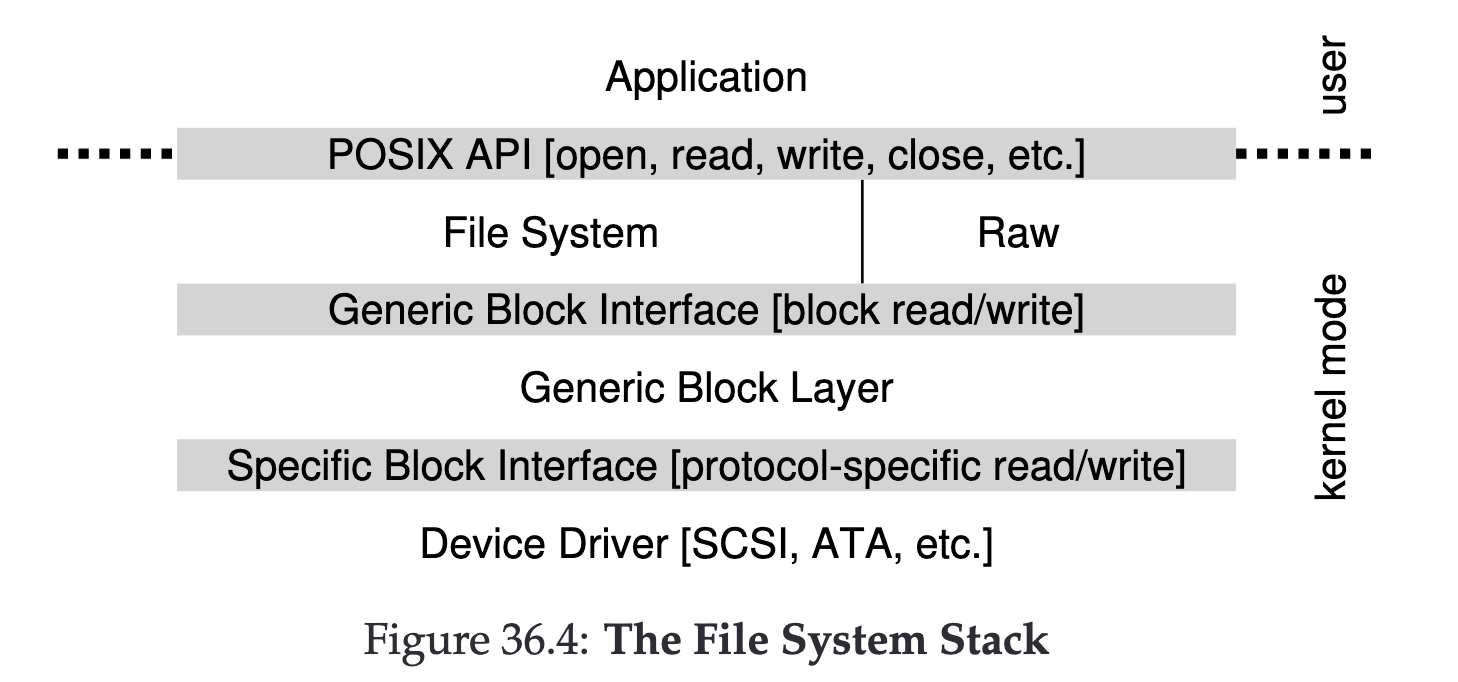 Application
user
POSIX API [open, read, write, close, etc.]
File System
Raw
Generic Block Interface [block read/write]
Generic Block Layer
kernel mode
Specific Block Interface [protocol-specific read/write]
Device Driver [SCSI, ATA, etc.]
Figure 36.4: The File System Stack